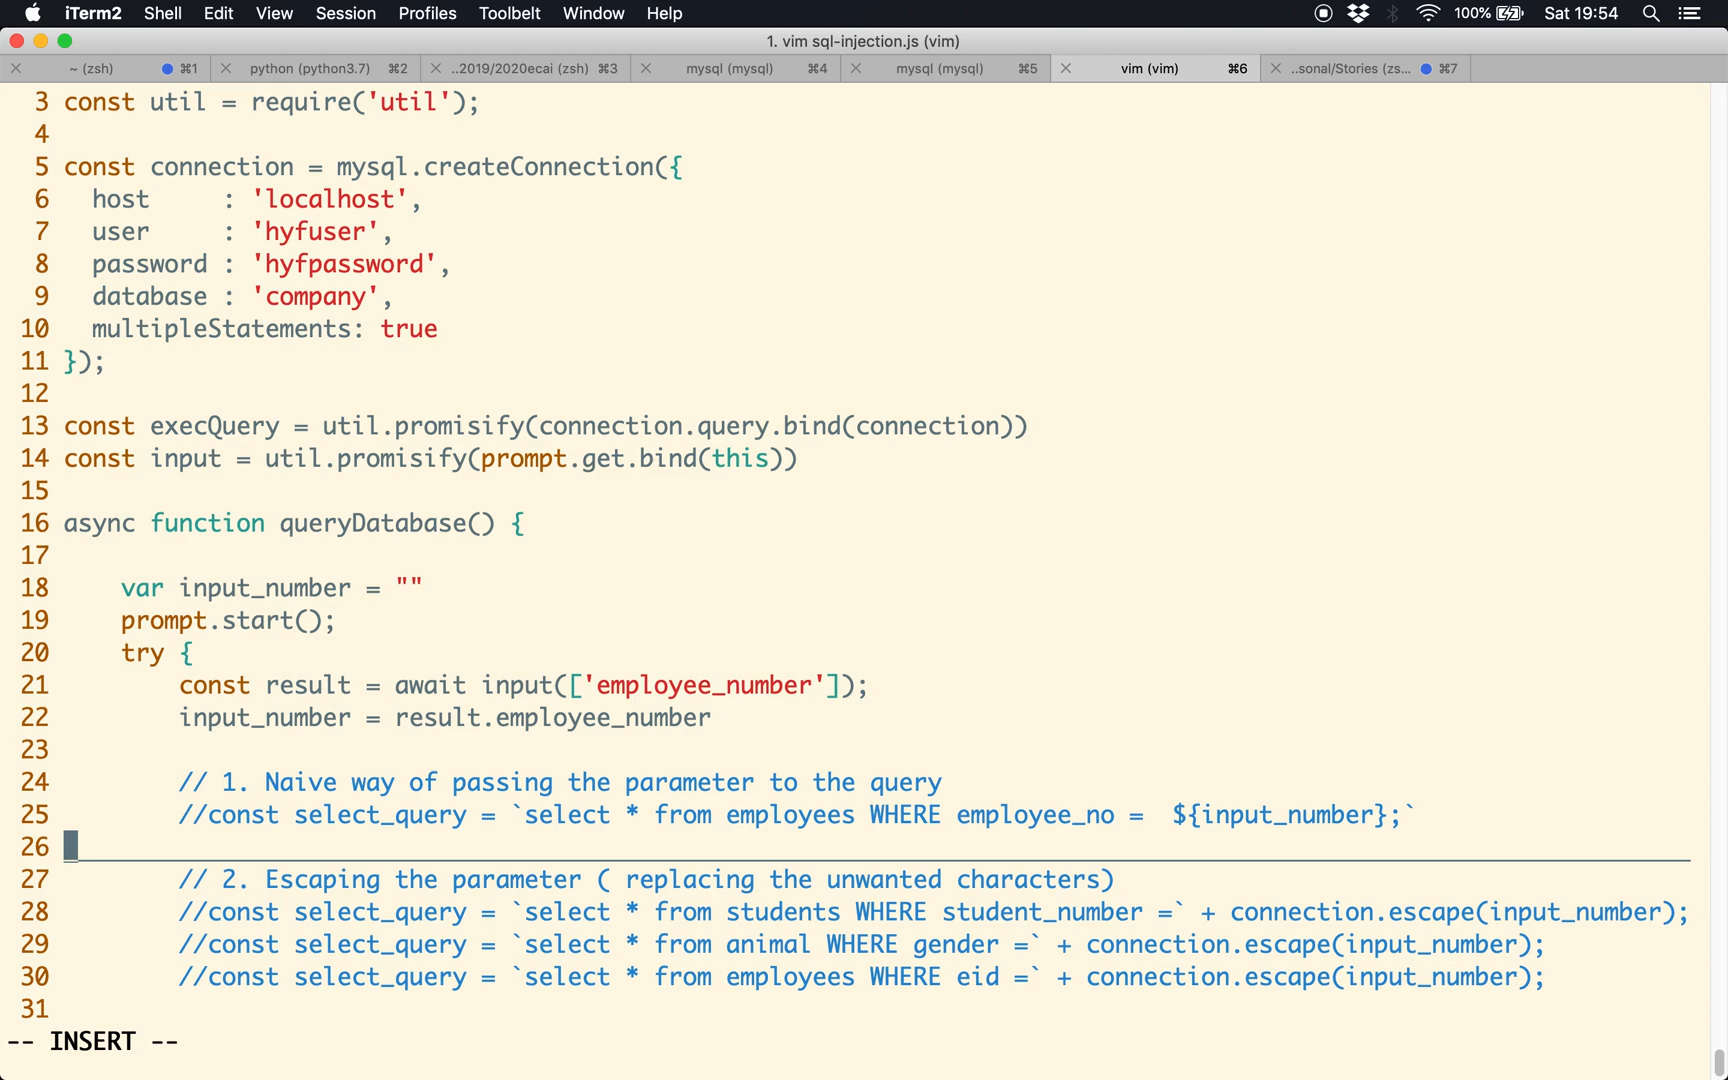 iTerm2 Shell Edit View Session Profiles Toolbelt Window Help 100% Sat 19:54
1. vim sql-injection.js (vim)
~ (zsh) ⌘1 python (python3.7) ⌘2 ..2019/2020ecai (zsh) ⌘3 mysql (mysql) ⌘4 mysql (mysql) ⌘5 vim (vim) ⌘6 ..sonal/Stories (zs... ⌘7
3 const util = require('util');
4
5 const connection = mysql.createConnection({
6   host     : 'localhost',
7   user     : 'hyfuser',
8   password : 'hyfpassword',
9   database : 'company',
10   multipleStatements: true
11 });
12
13 const execQuery = util.promisify(connection.query.bind(connection))
14 const input = util.promisify(prompt.get.bind(this))
15
16 async function queryDatabase() {
17
18     var input_number = ""
19     prompt.start();
20     try {
21         const result = await input(['employee_number']);
22         input_number = result.employee_number
23
24         // 1. Naive way of passing the parameter to the query
25         //const select_query = `select * from employees WHERE employee_no =  ${input_number};`
26
27         // 2. Escaping the parameter ( replacing the unwanted characters)
28         //const select_query = `select * from students WHERE student_number =` + connection.escape(input_number);
29         //const select_query = `select * from animal WHERE gender =` + connection.escape(input_number);
30         //const select_query = `select * from employees WHERE eid =` + connection.escape(input_number);
31
-- INSERT --